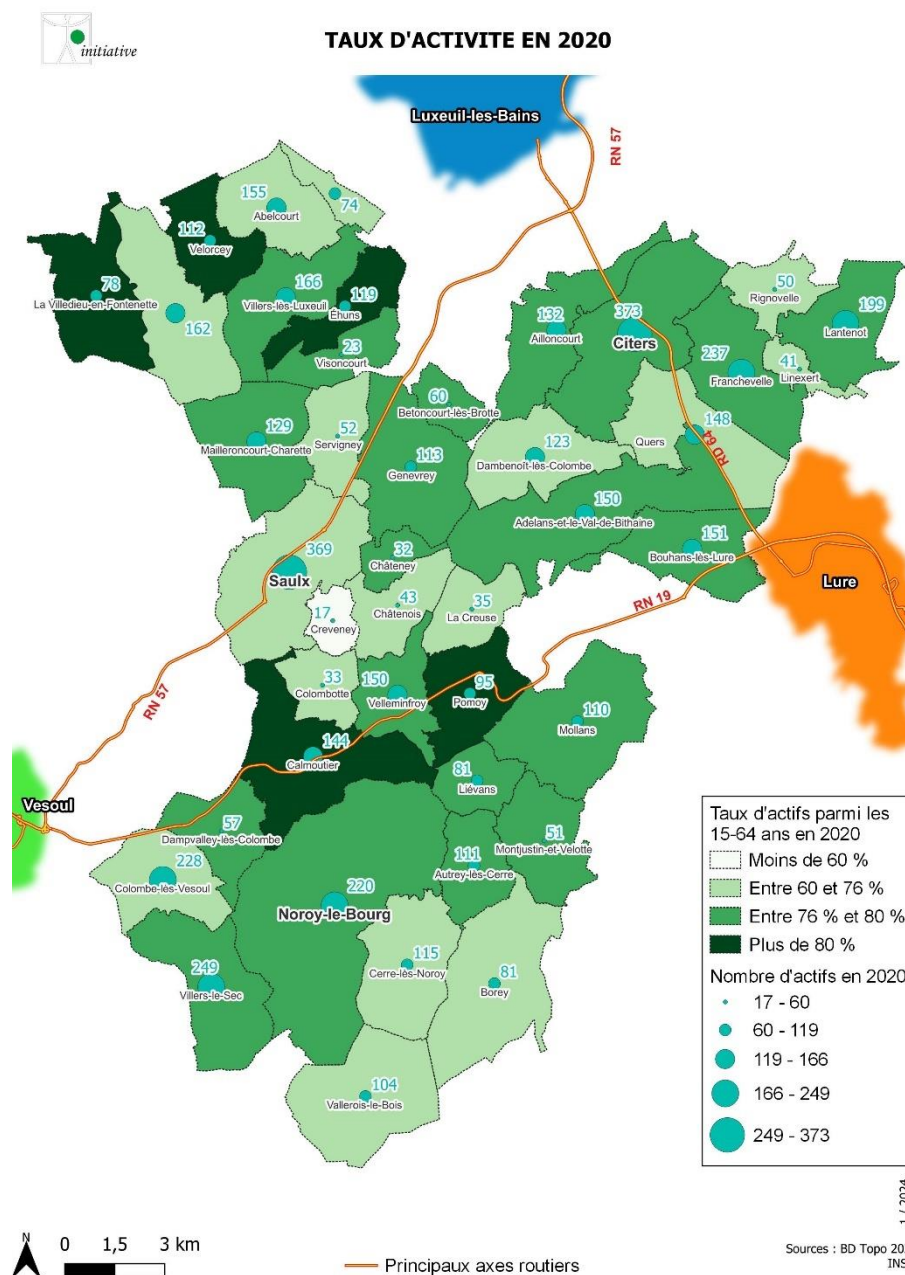 initiative
TAUX D'ACTIVITE EN 2020
Luxeuil-les-Bains
RN 57
155
Abelcourt
74
112
Velorcey
78
La Villedieu-en-Fontenette
162
166
Villers-lès-Luxeuil
119
Éhuns
23
Visoncourt
50
Rignovelle
199
Lantenot
373
Citers
132
Ailloncourt
237
Franchevelle
41
Linexert
60
Betoncourt-lès-Brotte
129
Mailleroncourt-Charette
52
Servigney
113
Genevrey
123
Dambenoît-lès-Colombe
148
Quers
RD 64
150
Adelans-et-le-Val-de-Bithaine
151
Bouhans-lès-Lure
Lure
369
Saulx
32
Châteney
43
Châtenois
35
La Creuse
17
Creveney
RN 19
33
Colombotte
150
Velleminfroy
95
Pomoy
110
Mollans
RN 57
144
Calmoutier
81
Liévans
Vesoul
57
Dampvalley-lès-Colombe
51
Montjustin-et-Velotte
111
Autrey-lès-Cerre
228
Colombe-lès-Vesoul
220
Noroy-le-Bourg
115
Cerre-lès-Noroy
81
Borey
249
Villers-le-Sec
104
Vallerois-le-Bois
Taux d'actifs parmi les
15-64 ans en 2020
Moins de 60 %
Entre 60 et 76 %
Entre 76 % et 80 %
Plus de 80 %
Nombre d'actifs en 2020
17 - 60
60 - 119
119 - 166
166 - 249
249 - 373
1 / 2024
N
0 1,5 3 km
Principaux axes routiers
Sources : BD Topo 20
INS